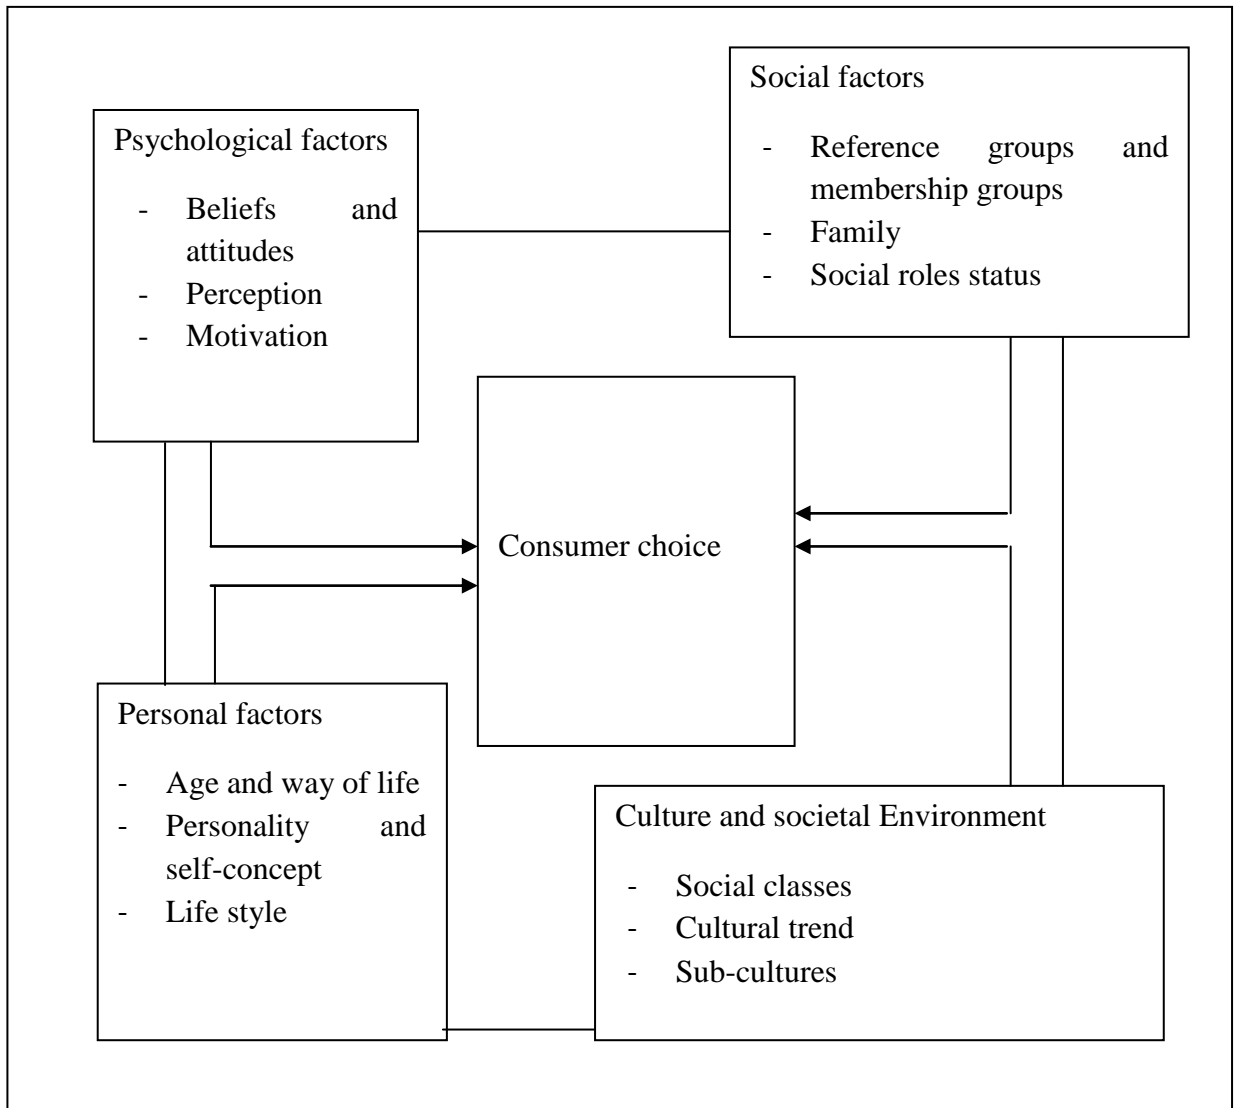 Social factors
- Reference groups and
membership groups
- Family
- Social roles status
Psychological factors
- Beliefs and
attitudes
- Perception
- Motivation
Consumer choice
Personal factors
- Age and way of life
- Personality and
self-concept
- Life style
Culture and societal Environment
- Social classes
- Cultural trend
- Sub-cultures